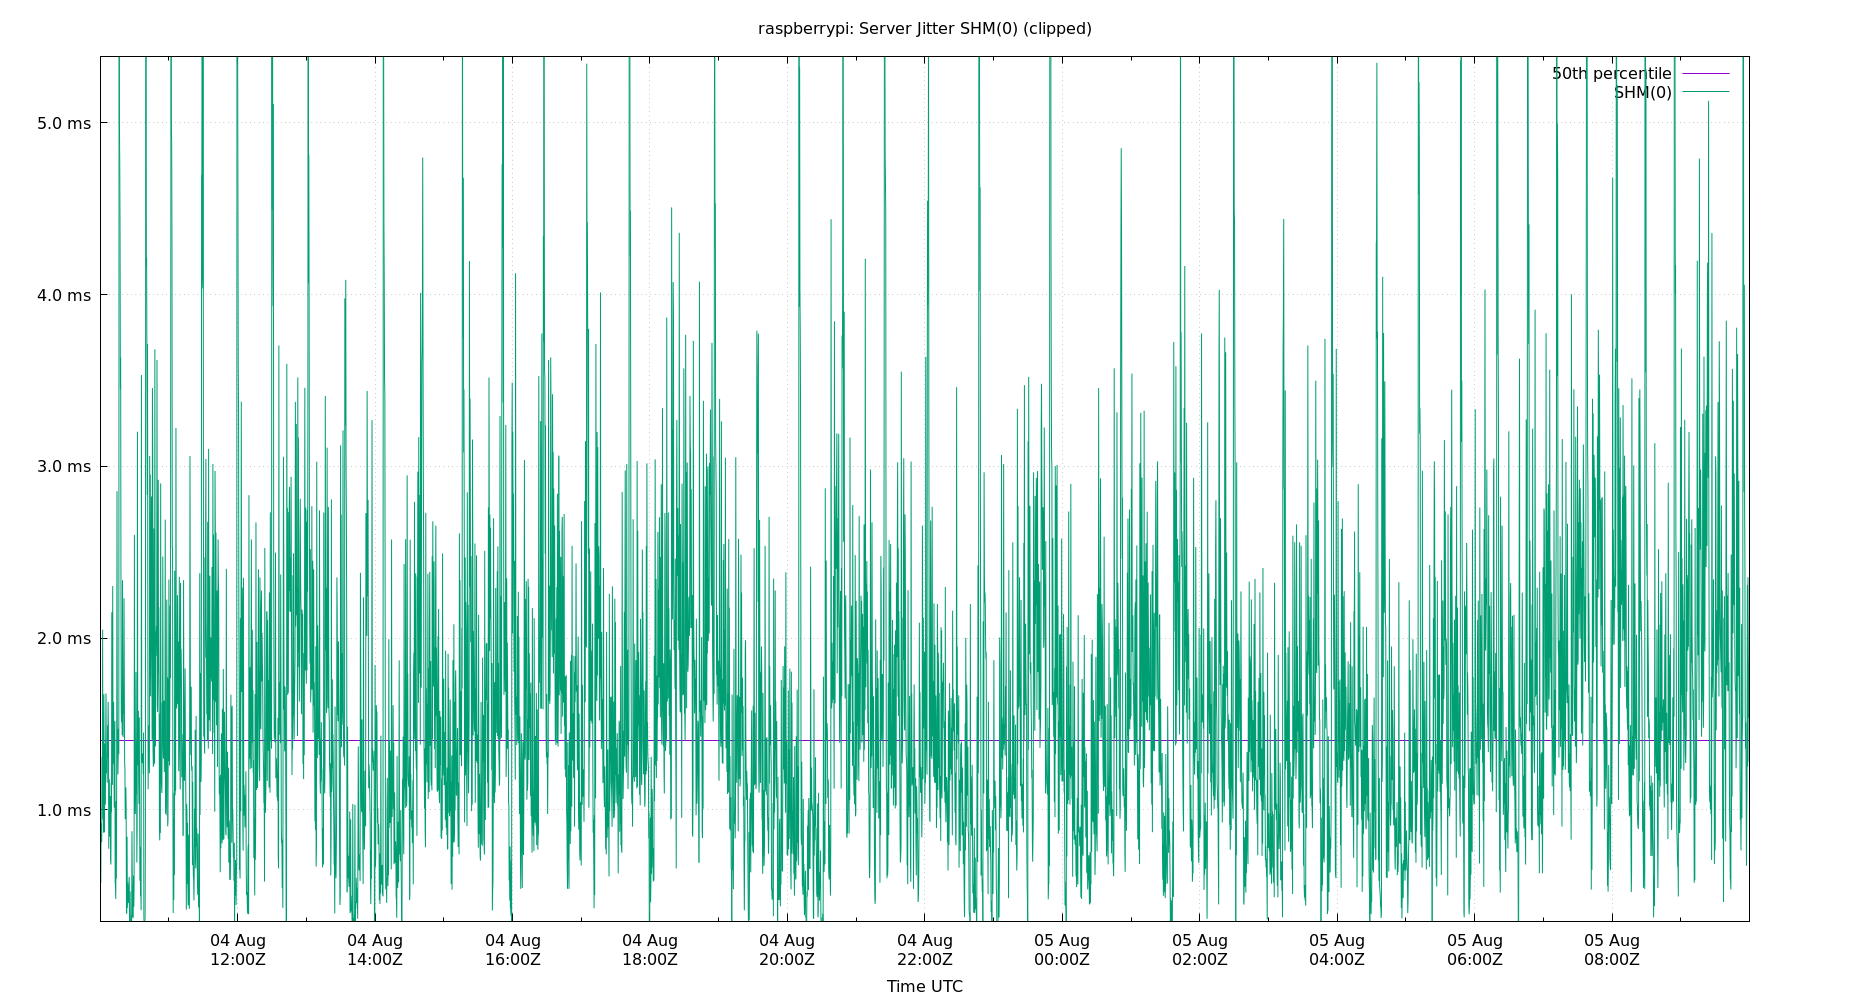 raspberrypi: Server Jitter SHM(0) (clipped)
50th percentile
SHM(0)
5.0 ms
4.0 ms
3.0 ms
2.0 ms
1.0 ms
04 Aug 04 Aug 04 Aug 04 Aug 04 Aug 04 Aug 05 Aug 05 Aug 05 Aug 05 Aug 05 Aug
12:00Z 14:00Z 16:00Z 18:00Z 20:00Z 22:00Z 00:00Z 02:00Z 04:00Z 06:00Z 08:00Z
Time UTC